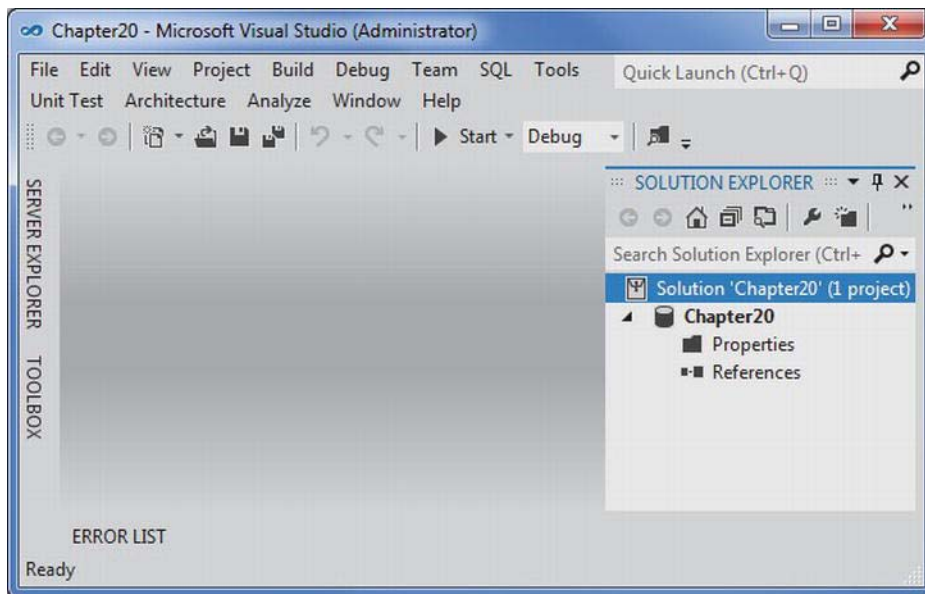 Chapter20 - Microsoft Visual Studio (Administrator)
File Edit View Project Build Debug Team SQL Tools
Quick Launch (Ctrl+Q)
Unit Test Architecture Analyze Window Help
Start Debug
SERVER EXPLORER
TOOLBOX
SOLUTION EXPLORER
Search Solution Explorer (Ctrl+
Solution 'Chapter20' (1 project)
Chapter20
Properties
References
ERROR LIST
Ready